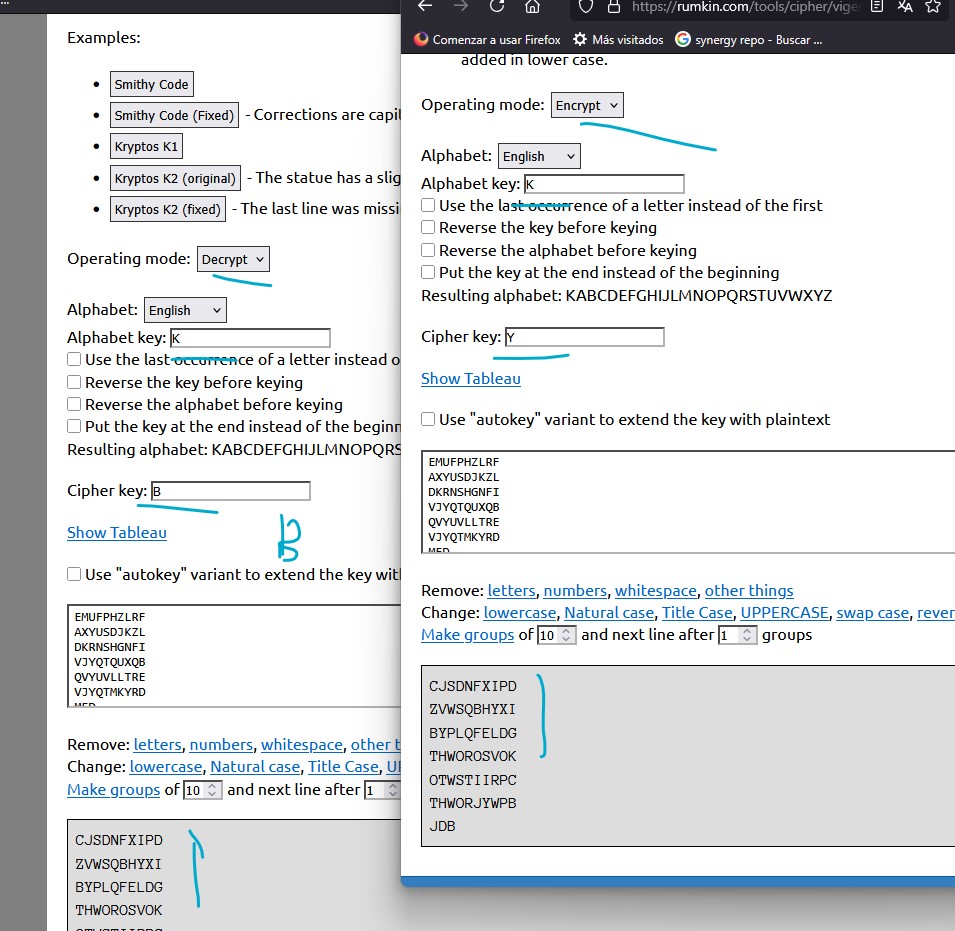 Examples:
Smithy Code
Smithy Code (Fixed) - Corrections are capi
Kryptos K1
Kryptos K2 (original) - The statue has a slig
Kryptos K2 (fixed) - The last line was missi
Operating mode: Decrypt
Alphabet: English
Alphabet key: K
Use the last occurrence of a letter instead o
Reverse the key before keying
Reverse the alphabet before keying
Put the key at the end instead of the beginn
Resulting alphabet: KABCDEFGHIJLMNOPQRS
Cipher key: B
Show Tableau
B
Use "autokey" variant to extend the key wit
EMUFPHZLRF
AXYUSDJKZL
DKRNSHGNFI
VJYQTQUXQB
QVYUVLLTRE
VJYQTMKYRD
MFD
Remove: letters, numbers, whitespace, other t
Change: lowercase, Natural case, Title Case, UP
Make groups of 10 and next line after 1
CJSDNFXIPD
ZVWSQBHYXI
BYPLQFELDG
THWOROSVOK
OTWSTIIRPC
https://rumkin.com/tools/cipher/vige
Comenzar a usar Firefox Más visitados synergy repo - Buscar ...
added in lower case.
Operating mode: Encrypt
Alphabet: English
Alphabet key: K
Use the last occurrence of a letter instead of the first
Reverse the key before keying
Reverse the alphabet before keying
Put the key at the end instead of the beginning
Resulting alphabet: KABCDEFGHIJLMNOPQRSTUVWXYZ
Cipher key: Y
Show Tableau
Use "autokey" variant to extend the key with plaintext
EMUFPHZLRF
AXYUSDJKZL
DKRNSHGNFI
VJYQTQUXQB
QVYUVLLTRE
VJYQTMKYRD
MFD
Remove: letters, numbers, whitespace, other things
Change: lowercase, Natural case, Title Case, UPPERCASE, swap case, rever
Make groups of 10 and next line after 1 groups
CJSDNFXIPD
ZVWSQBHYXI
BYPLQFELDG
THWOROSVOK
OTWSTIIRPC
THWORJYWPB
JDB